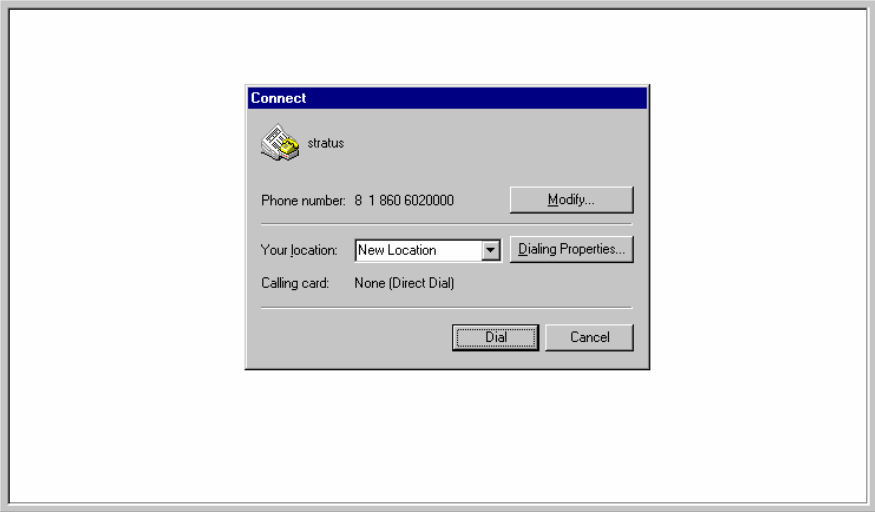 Connect
stratus
Phone number: 8 1 860 6020000 Modify...
Your location: New Location Dialing Properties...
Calling card: None (Direct Dial)
Dial Cancel